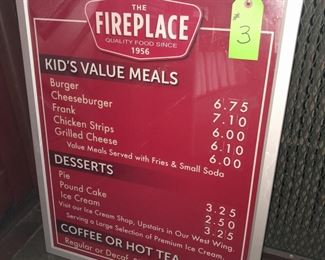 THE
FIREPLACE
QUALITY FOOD SINCE
1956
3
KID'S VALUE MEALS
Burger 6.75
Cheeseburger 7.10
Frank 6.00
Chicken Strips 6.10
Grilled Cheese 6.00
Value Meals Served with Fries & Small Soda
DESSERTS
Pie 3.25
Pound Cake 2.50
Ice Cream 3.25
Visit our Ice Cream Shop, Upstairs in Our West Wing.
Serving a Large Selection of Premium Ice Cream
COFFEE OR HOT TEA
Regular or Decaf